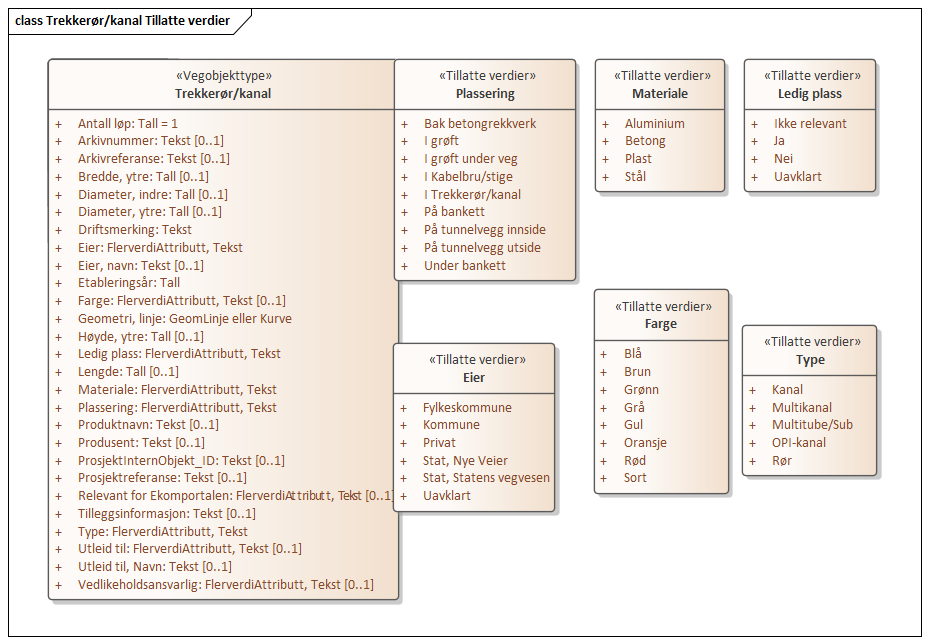 class Trekkerør/kanal Tillatte verdier
«Vegobjekttype»
Trekkerør/kanal
+ Antall løp: Tall = 1
+ Arkivnummer: Tekst [0..1]
+ Arkivreferanse: Tekst [0..1]
+ Bredde, ytre: Tall [0..1]
+ Diameter, indre: Tall [0..1]
+ Diameter, ytre: Tall [0..1]
+ Driftsmerking: Tekst
+ Eier: FlerverdiAttributt, Tekst
+ Eier, navn: Tekst [0..1]
+ Etableringsår: Tall
+ Farge: FlerverdiAttributt, Tekst [0..1]
+ Geometri, linje: GeomLinje eller Kurve
+ Høyde, ytre: Tall [0..1]
+ Ledig plass: FlerverdiAttributt, Tekst
+ Lengde: Tall [0..1]
+ Materiale: FlerverdiAttributt, Tekst
+ Plassering: FlerverdiAttributt, Tekst
+ Produktnavn: Tekst [0..1]
+ Produsent: Tekst [0..1]
+ ProsjektInternObjekt_ID: Tekst [0..1]
+ Prosjektreferanse: Tekst [0..1]
+ Relevant for Ekomportalen: FlerverdiAttributt, Tekst [0..1]
+ Tilleggsinformasjon: Tekst [0..1]
+ Type: FlerverdiAttributt, Tekst
+ Utleid til: FlerverdiAttributt, Tekst [0..1]
+ Utleid til, Navn: Tekst [0..1]
+ Vedlikeholdsansvarlig: FlerverdiAttributt, Tekst [0..1]
«Tillatte verdier»
Plassering
+ Bak betongrekkverk
+ I grøft
+ I grøft under veg
+ I Kabelbru/stige
+ I Trekkerør/kanal
+ På bankett
+ På tunnelvegg innside
+ På tunnelvegg utside
+ Under bankett
«Tillatte verdier»
Materiale
+ Aluminium
+ Betong
+ Plast
+ Stål
«Tillatte verdier»
Ledig plass
+ Ikke relevant
+ Ja
+ Nei
+ Uavklart
«Tillatte verdier»
Eier
+ Fylkeskommune
+ Kommune
+ Privat
+ Stat, Nye Veier
+ Stat, Statens vegvesen
+ Uavklart
«Tillatte verdier»
Farge
+ Blå
+ Brun
+ Grønn
+ Grå
+ Gul
+ Oransje
+ Rød
+ Sort
«Tillatte verdier»
Type
+ Kanal
+ Multikanal
+ Multitube/Sub
+ OPI-kanal
+ Rør